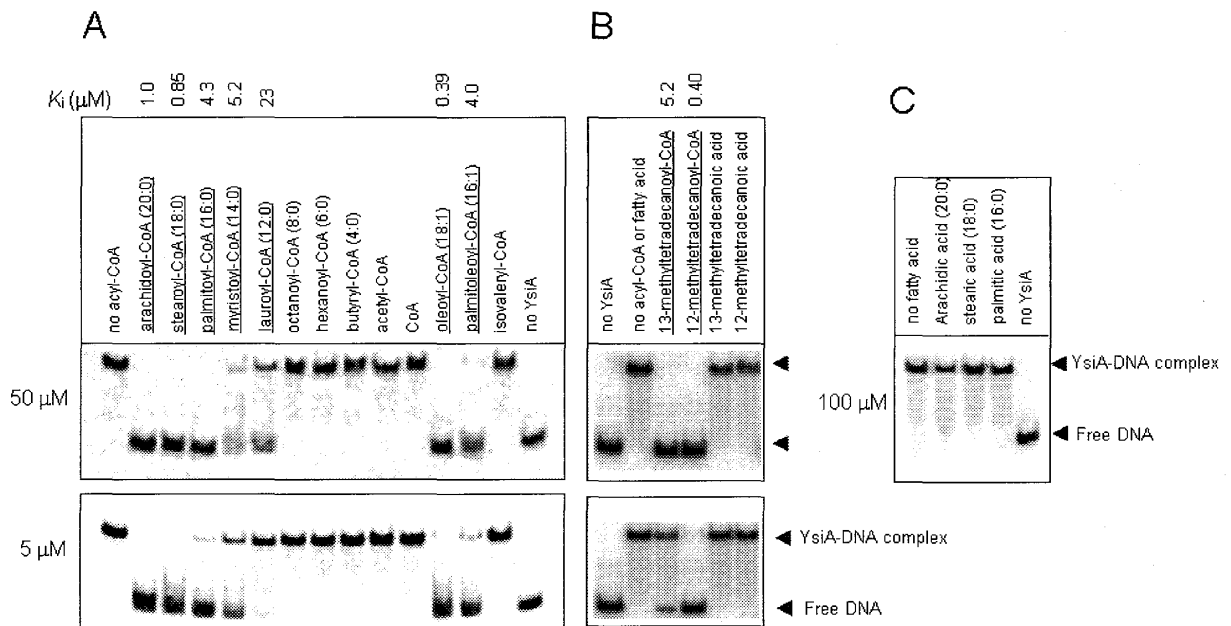 A
B
C
Ki (μM)
1.0
0.85
4.3
5.2
23
0.39
4.0
5.2
0.40
no acyl-CoA
arachidoyl-CoA (20:0)
stearoyl-CoA (18:0)
palmitoyl-CoA (16:0)
myristoyl-CoA (14:0)
lauroyl-CoA (12:0)
octanoyl-CoA (8:0)
hexanoyl-CoA (6:0)
butyryl-CoA (4:0)
acetyl-CoA
CoA
oleoyl-CoA (18:1)
palmitoleoyl-CoA (16:1)
isovaleryl-CoA
no YsiA
no YsiA
no acyl-CoA or fatty acid
13-methyltetradecanoyl-CoA
12-methyltetradecanoyl-CoA
13-methyltetradecanoic acid
12-methyltetradecanoic acid
no fatty acid
Arachidic acid (20:0)
stearic acid (18:0)
palmitic acid (16:0)
no YsiA
50 μM
100 μM
YsiA-DNA complex
Free DNA
5 μM
YsiA-DNA complex
Free DNA